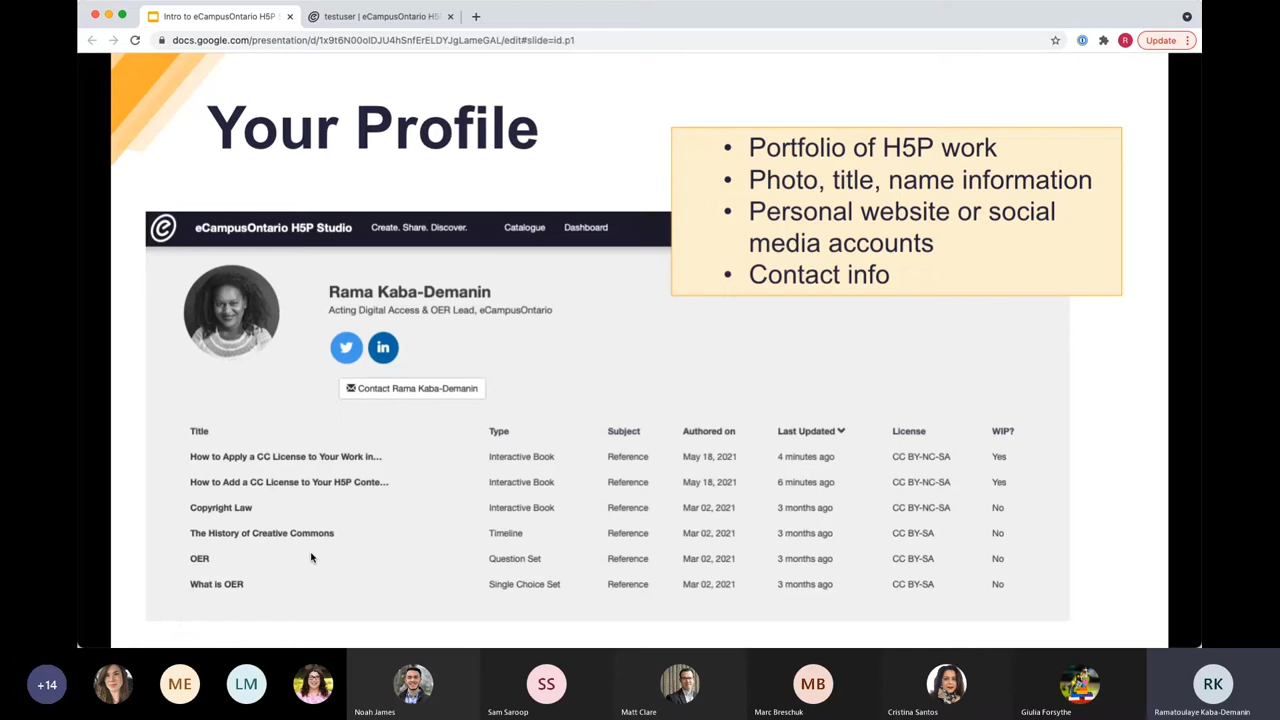 Intro to eCampusOntario H5P
testuser | eCampusOntario H5P
docs.google.com/presentation/d/1x9t6N00olDJU4hSnfErELDYJgLameGAL/edit#slide=id.p1
R
Update
Your Profile
• Portfolio of H5P work
• Photo, title, name information
• Personal website or social
media accounts
• Contact info
eCampusOntario H5P Studio Create. Share. Discover. Catalogue Dashboard
Rama Kaba-Demanin
Acting Digital Access & OER Lead, eCampusOntario
in
Contact Rama Kaba-Demanin
Title Type Subject Authored on Last Updated License WIP?
How to Apply a CC License to Your Work in... Interactive Book Reference May 18, 2021 4 minutes ago CC BY-NC-SA Yes
How to Add a CC License to Your H5P Conte... Interactive Book Reference May 18, 2021 6 minutes ago CC BY-NC-SA Yes
Copyright Law Interactive Book Reference Mar 02, 2021 3 months ago CC BY-NC-SA No
The History of Creative Commons Timeline Reference Mar 02, 2021 3 months ago CC BY-SA No
OER Question Set Reference Mar 02, 2021 3 months ago CC BY-SA No
What is OER Single Choice Set Reference Mar 02, 2021 3 months ago CC BY-SA No
+14 ME LM SS MB RK
Noah James Sam Saroop Matt Clare Marc Breschuk Cristina Santos Giulia Forsythe Ramatoulaye Kaba-Demanin